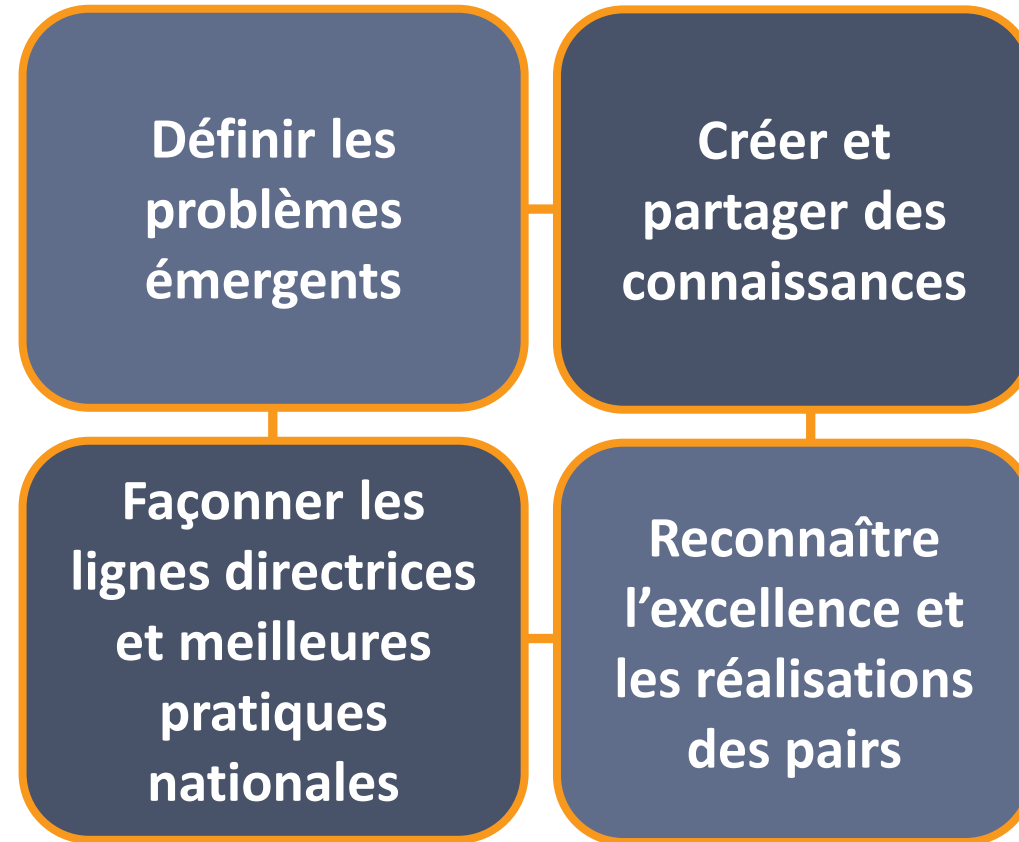 Définir les
problèmes
émergents
Créer et
partager des
connaissances
Façonner les
lignes directrices
et meilleures
pratiques
nationales
Reconnaître
l’excellence et
les réalisations
des pairs